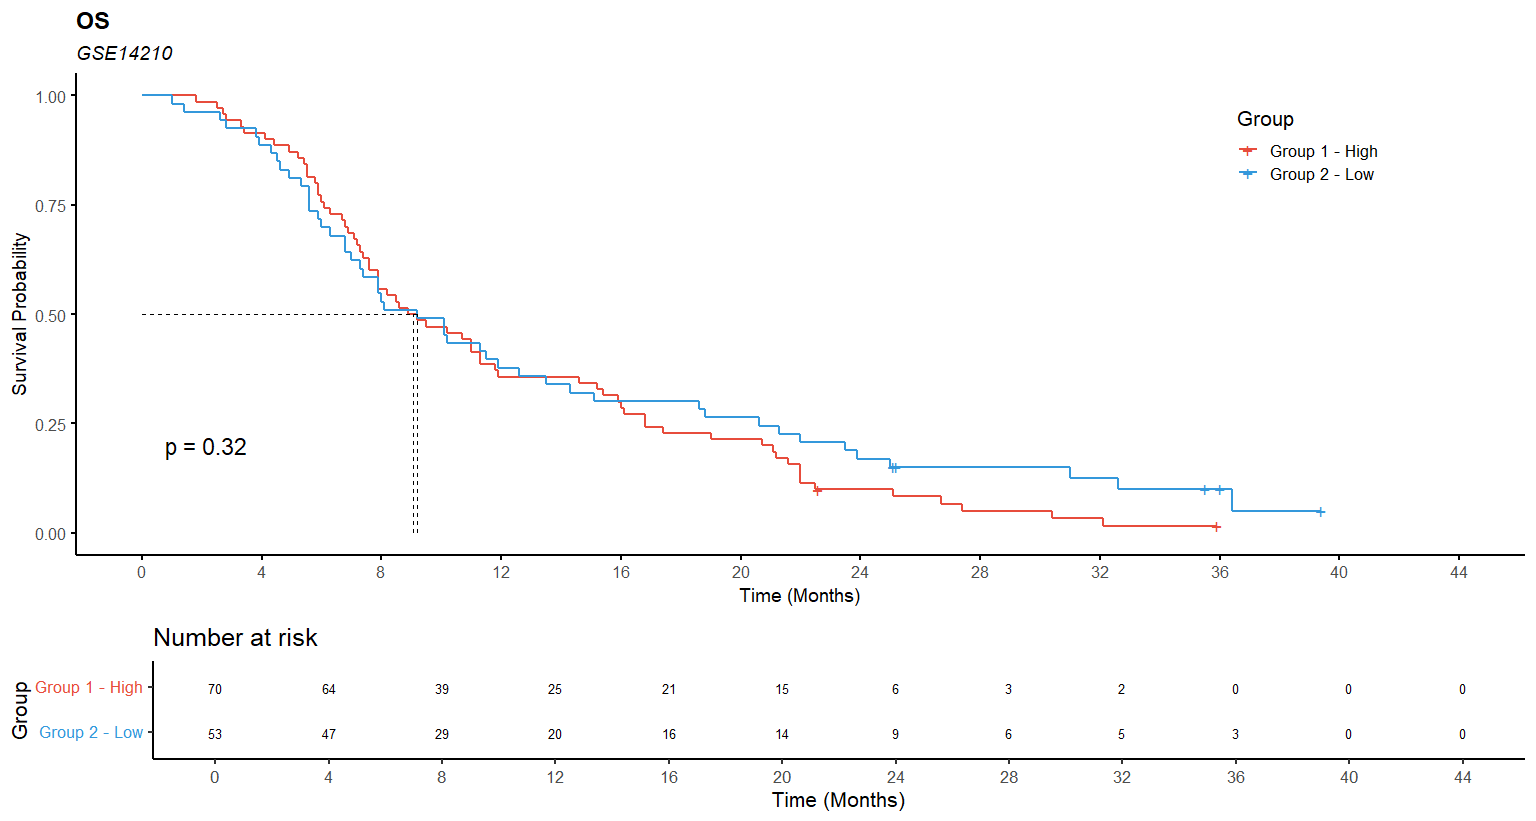 OS
GSE14210
1.00
0.75
0.50
0.25
0.00
Survival Probability
p = 0.32
Group
Group 1 - High
Group 2 - Low
0 4 8 12 16 20 24 28 32 36 40 44
Time (Months)
Number at risk
Group
Group 1 - High 70 64 39 25 21 15 6 3 2 0 0 0
Group 2 - Low 53 47 29 20 16 14 9 6 5 3 0 0
0 4 8 12 16 20 24 28 32 36 40 44
Time (Months)